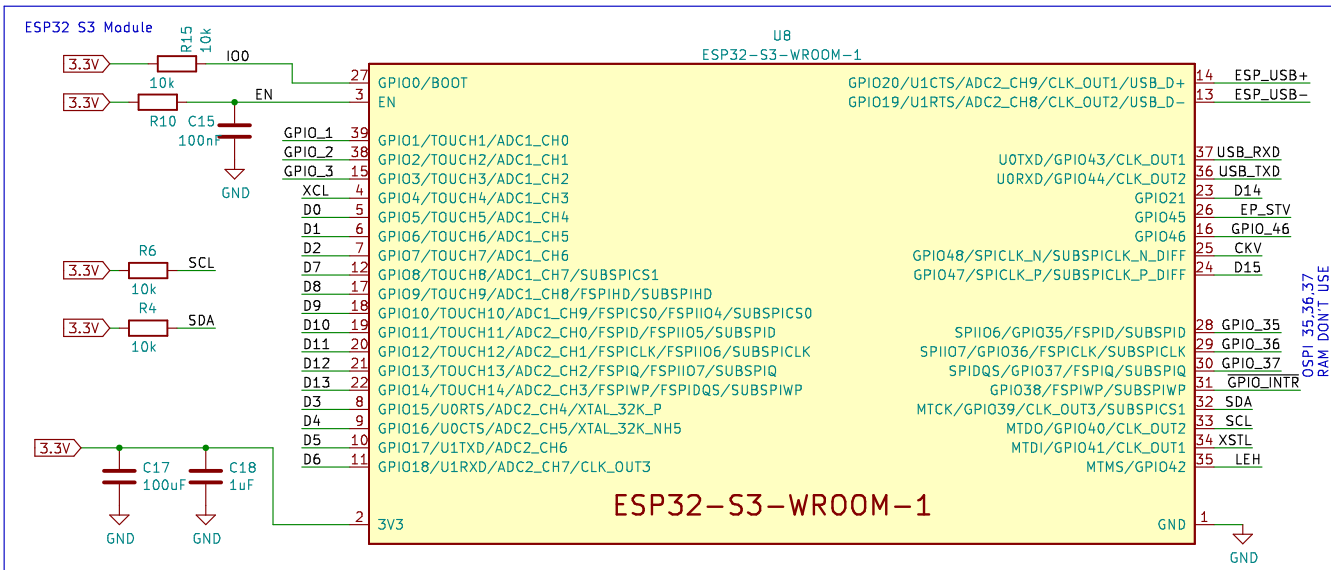 ESP32 S3 Module
3.3V
R15
10k
IO0
10k
3.3V
R10
EN
C15
100nF
GND
3.3V
R6
10k
SCL
3.3V
R4
10k
SDA
3.3V
C17
100uF
C18
1uF
GND
GND
U8
ESP32-S3-WROOM-1
27 GPIO0/BOOT
3 EN
GPIO_1 39 GPIO1/TOUCH1/ADC1_CH0
GPIO_2 38 GPIO2/TOUCH2/ADC1_CH1
GPIO_3 15 GPIO3/TOUCH3/ADC1_CH2
XCL 4 GPIO4/TOUCH4/ADC1_CH3
D0 5 GPIO5/TOUCH5/ADC1_CH4
D1 6 GPIO6/TOUCH6/ADC1_CH5
D2 7 GPIO7/TOUCH7/ADC1_CH6
D7 12 GPIO8/TOUCH8/ADC1_CH7/SUBSPICS1
D8 17 GPIO9/TOUCH9/ADC1_CH8/FSPIHD/SUBSPIHD
D9 18 GPIO10/TOUCH10/ADC1_CH9/FSPICS0/FSPIIO4/SUBSPICS0
D10 19 GPIO11/TOUCH11/ADC2_CH0/FSPID/FSPIIO5/SUBSPID
D11 20 GPIO12/TOUCH12/ADC2_CH1/FSPICLK/FSPIIO6/SUBSPICLK
D12 21 GPIO13/TOUCH13/ADC2_CH2/FSPIQ/FSPIIO7/SUBSPIQ
D13 22 GPIO14/TOUCH14/ADC2_CH3/FSPIWP/FSPIDQS/SUBSPIWP
D3 8 GPIO15/U0RTS/ADC2_CH4/XTAL_32K_P
D4 9 GPIO16/U0CTS/ADC2_CH5/XTAL_32K_NH5
D5 10 GPIO17/U1TXD/ADC2_CH6
D6 11 GPIO18/U1RXD/ADC2_CH7/CLK_OUT3
2 3V3
ESP32-S3-WROOM-1
GPIO20/U1CTS/ADC2_CH9/CLK_OUT1/USB_D+ 14 ESP_USB+
GPIO19/U1RTS/ADC2_CH8/CLK_OUT2/USB_D- 13 ESP_USB-
U0TXD/GPIO43/CLK_OUT1 37 USB_RXD
U0RXD/GPIO44/CLK_OUT2 36 USB_TXD
GPIO21 23 D14
GPIO45 26 EP_STV
GPIO46 16 GPIO_46
GPIO48/SPICLK_N/SUBSPICLK_N_DIFF 25 CKV
GPIO47/SPICLK_P/SUBSPICLK_P_DIFF 24 D15
SPIIO6/GPIO35/FSPID/SUBSPID 28 GPIO_35
SPIIO7/GPIO36/FSPICLK/SUBSPICLK 29 GPIO_36
SPIDQS/GPIO37/FSPIQ/SUBSPIQ 30 GPIO_37
GPIO38/FSPIWP/SUBSPIWP 31 GPIO_INTR
MTCK/GPIO39/CLK_OUT3/SUBSPICS1 32 SDA
MTDO/GPIO40/CLK_OUT2 33 SCL
MTDI/GPIO41/CLK_OUT1 34 XSTL
MTMS/GPIO42 35 LEH
GND 1
GND
OSPI 35,36,37
RAM DON'T USE